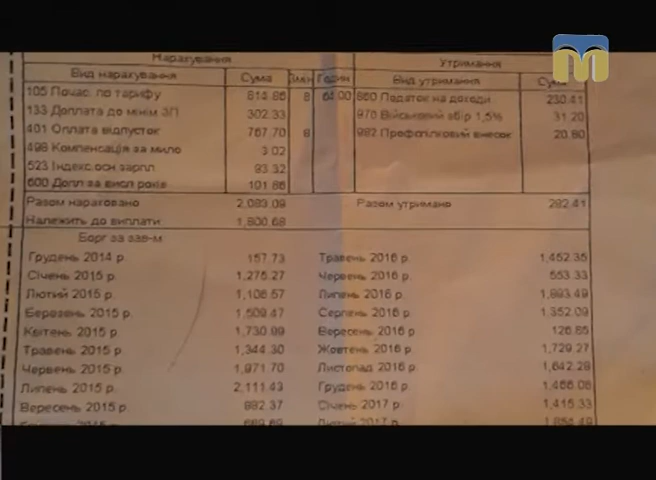 Нарахування Утримання
Вид нарахування Сума Годин Вид утримання
105 Почас. по тарифу 814.86 8 64.00 860 Податок на доходи 230.41
133 Доплата до мінім ЗП 302.33 970 Військовий збір 1,5% 31.20
401 Оплата відпусток 767.70 8 982 Профспілковий внесок 20.80
498 Компенсація за мило 3.02
523 Індекс.осн зарпл 93.32
600 Допл за висл років 101.86
Разом нараховано 2,083.09 Разом утримано 282.41
Належить до виплати 1,800.68
Борг за зав-м
Грудень 2014 р. 157.73 Травень 2016 р. 1,452.35
Січень 2015 р. 1,275.27 Червень 2016 р. 553.33
Лютий 2015 р. 1,106.57 Липень 2016 р. 1,893.49
Березень 2015 р. 1,509.47 Серпень 2016 р. 1,352.09
Квітень 2015 р. 1,730.99 Вересень 2016 р 126.85
Травень 2015 р. 1,344.30 Жовтень 2016 р. 1,729.27
Червень 2015 р. 1,971.70 Листопад 2016 р. 1,642.28
Липень 2015 р. 2,111.43 Грудень 2016 р. 1,466.06
Вересень 2015 р. 992.37 Січень 2017 р. 1,415.33
Лютий 2017 р.